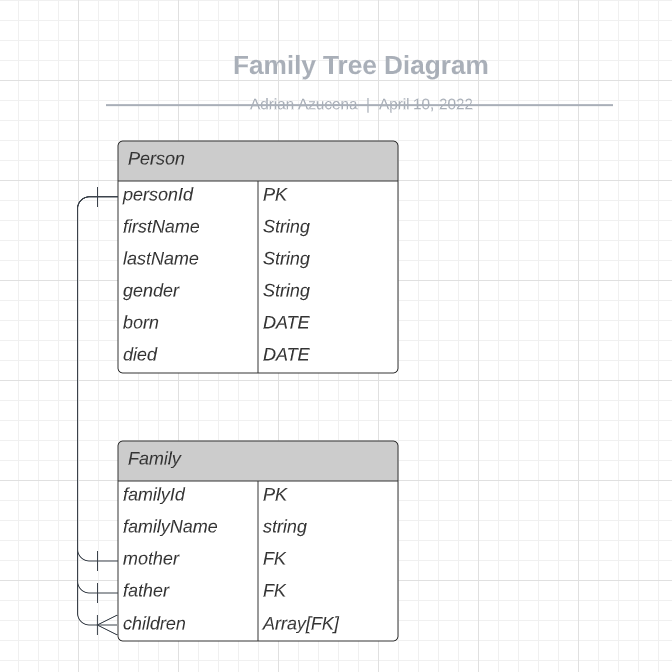 Family Tree Diagram
Adrian Azucena | April 10, 2022
Person
personId PK
firstName String
lastName String
gender String
born DATE
died DATE
Family
familyId PK
familyName string
mother FK
father FK
children Array[FK]